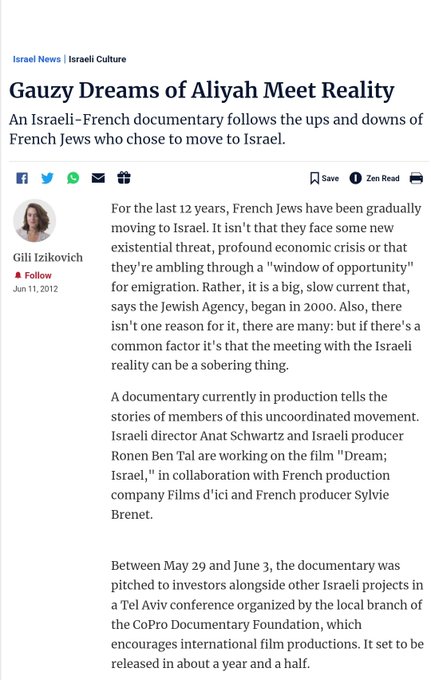 Israel News | Israeli Culture
Gauzy Dreams of Aliyah Meet Reality
An Israeli-French documentary follows the ups and downs of
French Jews who chose to move to Israel.
Save
Zen Read
Gili Izikovich
Follow
Jun 11, 2012
For the last 12 years, French Jews have been gradually
moving to Israel. It isn't that they face some new
existential threat, profound economic crisis or that
they're ambling through a "window of opportunity"
for emigration. Rather, it is a big, slow current that,
says the Jewish Agency, began in 2000. Also, there
isn't one reason for it, there are many: but if there's a
common factor it's that the meeting with the Israeli
reality can be a sobering thing.
A documentary currently in production tells the
stories of members of this uncoordinated movement.
Israeli director Anat Schwartz and Israeli producer
Ronen Ben Tal are working on the film "Dream;
Israel," in collaboration with French production
company Films d'ici and French producer Sylvie
Brenet.
Between May 29 and June 3, the documentary was
pitched to investors alongside other Israeli projects in
a Tel Aviv conference organized by the local branch of
the CoPro Documentary Foundation, which
encourages international film productions. It set to be
released in about a year and a half.